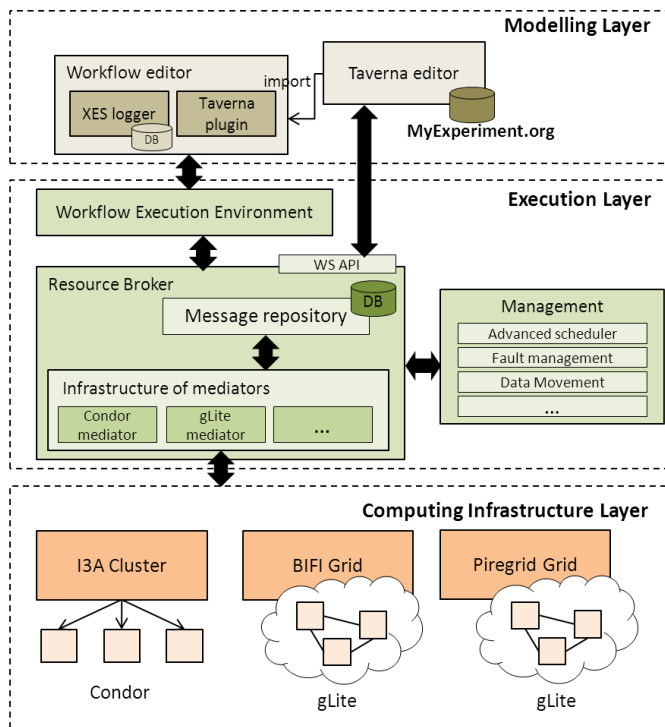 Modelling Layer
Workflow editor
XES logger
DB
Taverna
plugin
import
Taverna editor
MyExperiment.org
Execution Layer
Workflow Execution Environment
WS API
Resource Broker
DB
Message repository
Infrastructure of mediators
Condor
mediator
gLite
mediator
...
Management
Advanced scheduler
Fault management
Data Movement
...
Computing Infrastructure Layer
I3A Cluster
BIFI Grid
Piregrid Grid
Condor
gLite
gLite